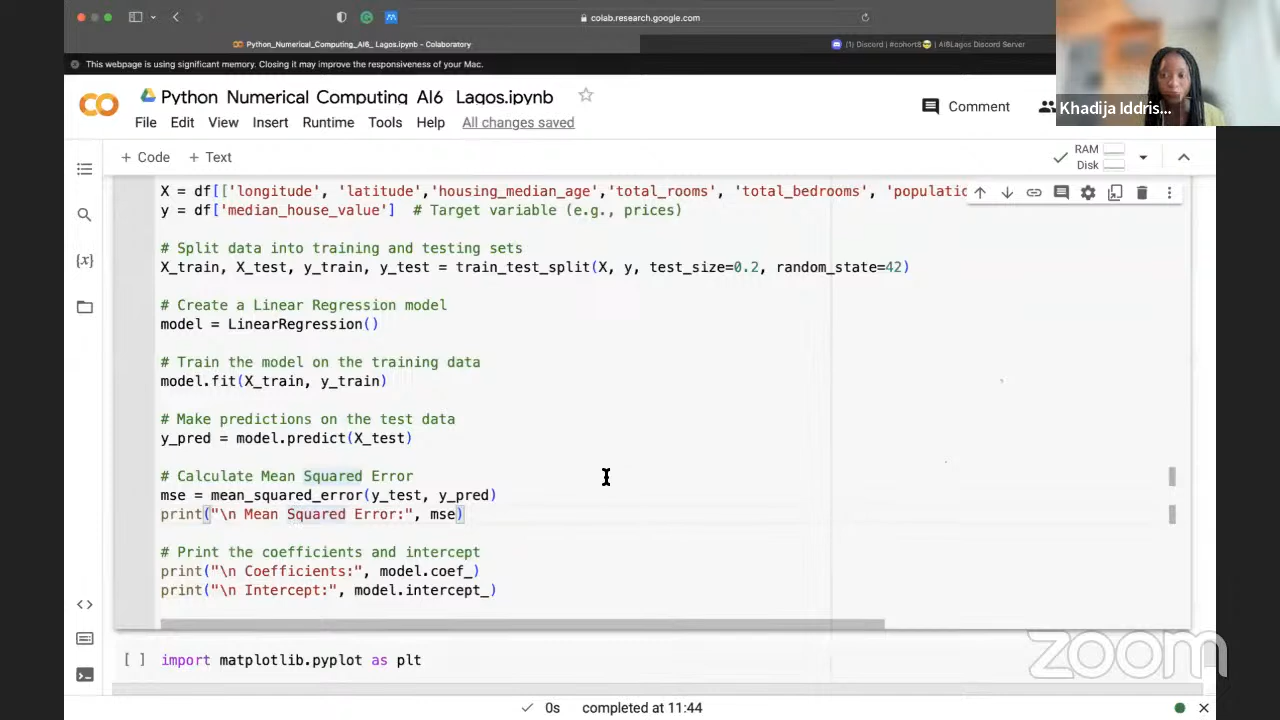 colab.research.google.com
Python_Numerical_Computing_AI6_ Lagos.ipynb - Colaboratory
(1) Discord | #cohort8😎 | AI6Lagos Discord Server
This webpage is using significant memory. Closing it may improve the responsiveness of your Mac.
Khadija Iddris...
Python_Numerical_Computing_AI6_ Lagos.ipynb
Comment
File Edit View Insert Runtime Tools Help All changes saved
+ Code + Text
RAM
Disk
X = df[['longitude', 'latitude','housing_median_age','total_rooms', 'total_bedrooms', 'populatio
y = df['median_house_value'] # Target variable (e.g., prices)
# Split data into training and testing sets
X_train, X_test, y_train, y_test = train_test_split(X, y, test_size=0.2, random_state=42)
# Create a Linear Regression model
model = LinearRegression()
# Train the model on the training data
model.fit(X_train, y_train)
# Make predictions on the test data
y_pred = model.predict(X_test)
# Calculate Mean Squared Error
mse = mean_squared_error(y_test, y_pred)
print("\n Mean Squared Error:", mse)
# Print the coefficients and intercept
print("\n Coefficients:", model.coef_)
print("\n Intercept:", model.intercept_)
[ ] import matplotlib.pyplot as plt
zoom
0s completed at 11:44